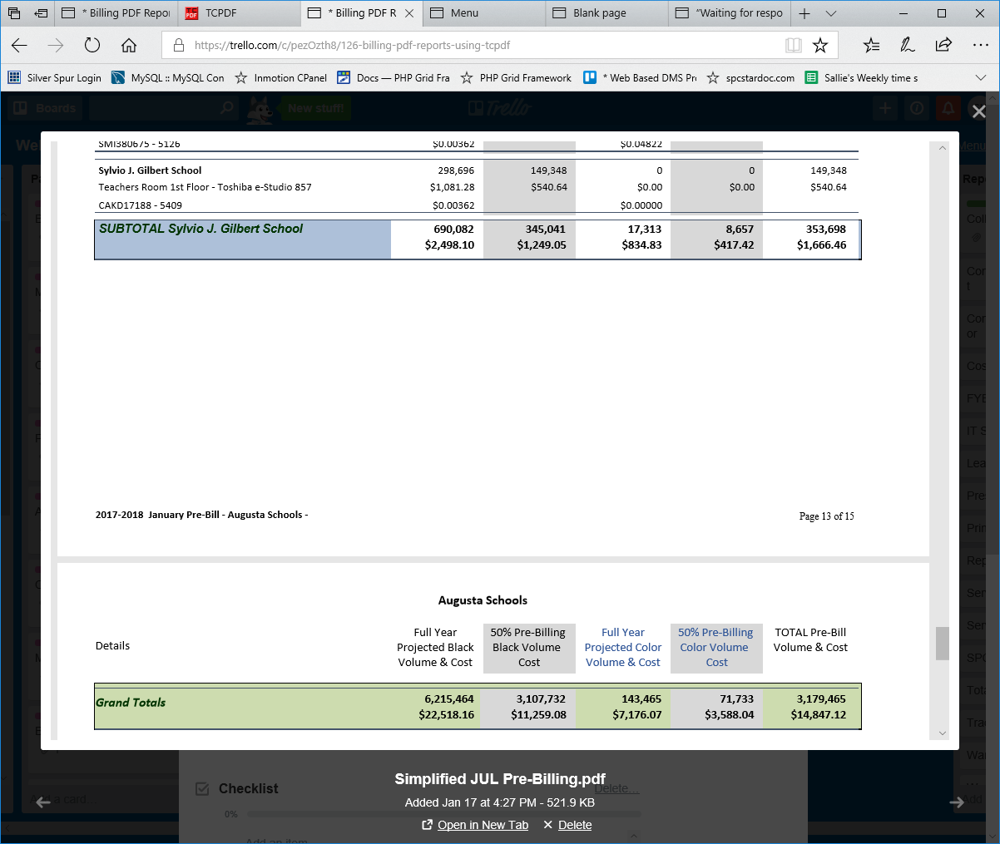 * Billing PDF Repo
TCPDF
* Billing PDF R
Menu
Blank page
"Waiting for respo
https://trello.com/c/pezOzth8/126-billing-pdf-reports-using-tcpdf
Silver Spur Login
MySQL :: MySQL Con
Inmotion CPanel
Docs — PHP Grid Fra
PHP Grid Framework
* Web Based DMS Pr
spcstardoc.com
Sallie's Weekly time s
Boards
New stuff!
Trello
SMI380675 - 5126 $0.00362 $0.04822
Sylvio J. Gilbert School 298,696 149,348 0 0 149,348
Teachers Room 1st Floor - Toshiba e-Studio 857 $1,081.28 $540.64 $0.00 $0.00 $540.64
CAKD17188 - 5409 $0.00362 $0.00000
SUBTOTAL Sylvio J. Gilbert School 690,082 345,041 17,313 8,657 353,698
$2,498.10 $1,249.05 $834.83 $417.42 $1,666.46
2017-2018 January Pre-Bill - Augusta Schools -
Page 13 of 15
Augusta Schools
Full Year 50% Pre-Billing Full Year 50% Pre-Billing TOTAL Pre-Bill
Details Projected Black Black Volume Projected Color Color Volume Volume & Cost
Volume & Cost Cost Volume & Cost Cost
Grand Totals 6,215,464 3,107,732 143,465 71,733 3,179,465
$22,518.16 $11,259.08 $7,176.07 $3,588.04 $14,847.12
Simplified JUL Pre-Billing.pdf
Added Jan 17 at 4:27 PM - 521.9 KB
Open in New Tab
Delete
Checklist
Delete...
0%
Add an item...